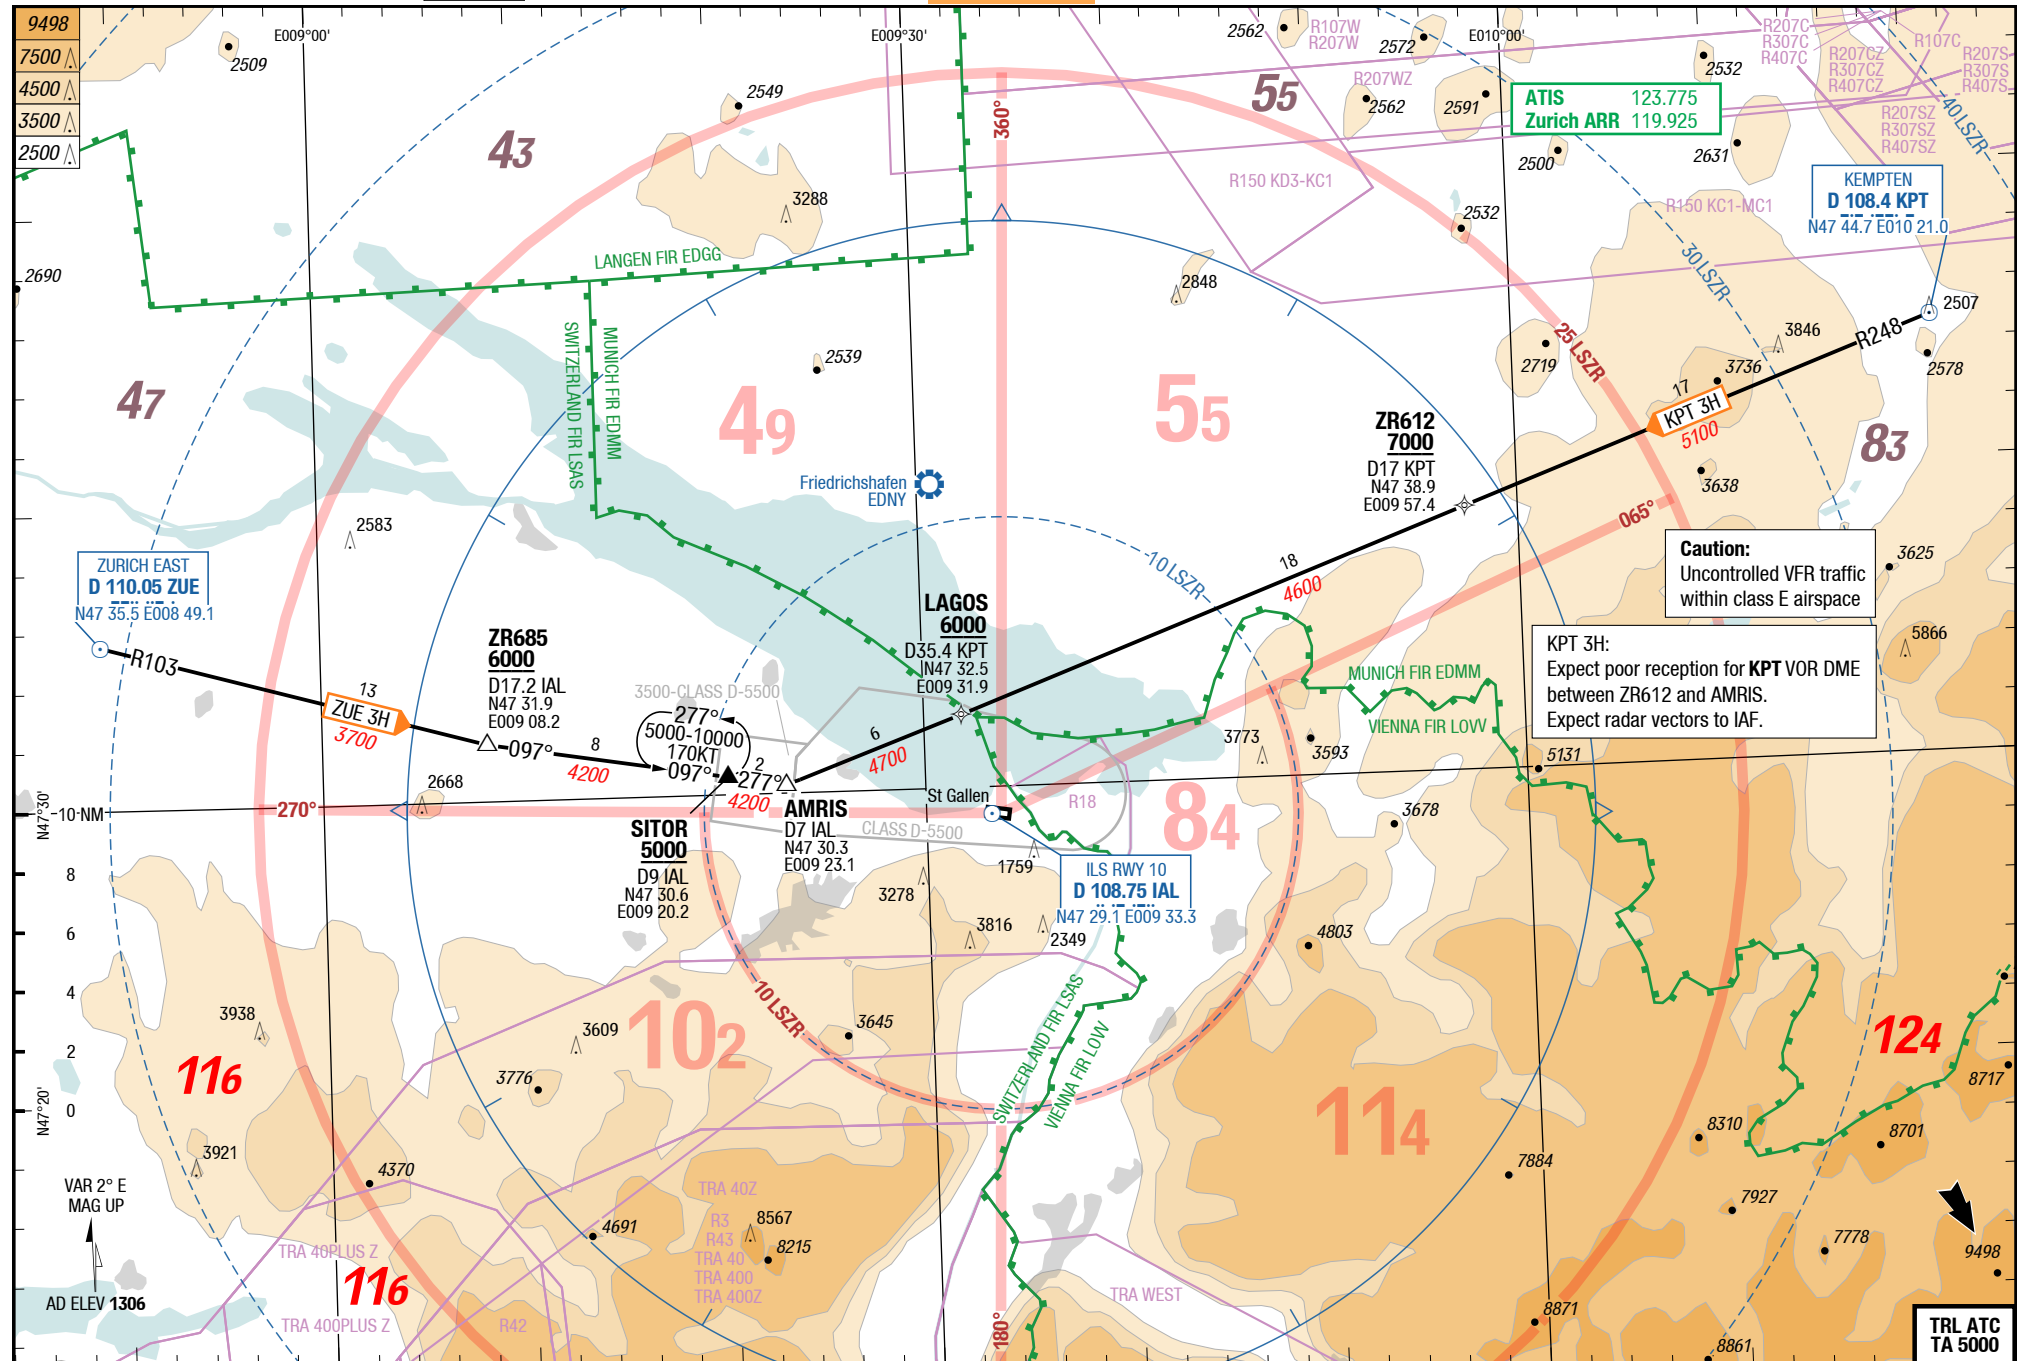 9498
7500
4500
3500
2500
E009°00'
E009°30'
E010°00'
2509
2549
2562
R107W
R207W
2572
R207WZ
2562
2591
2532
R207C
R307C
R407C
R107C
R207CZ
R307CZ
R407CZ
R207S
R307S
R407S
R207SZ
R307SZ
R407SZ
40 LSZR
43
55
360°
ATIS 123.775
Zurich ARR 119.925
2500
2631
KEMPTEN
D 108.4 KPT
N47 44.7 E010 21.0
R150 KD3-KC1
R150 KC1-MC1
3288
2532
LANGEN FIR EDGG
2690
2848
30 LSZR
2507
SWITZERLAND FIR LSAS
MUNICH FIR EDMM
2539
25 LSZR
2719
3846
3736
R248
2578
47
49
55
17
KPT 3H
5100
83
ZR612
7000
D17 KPT
N47 38.9
E009 57.4
3638
Friedrichshafen
EDNY
2583
065°
Caution:
Uncontrolled VFR traffic
within class E airspace
3625
ZURICH EAST
D 110.05 ZUE
N47 35.5 E008 49.1
10 LSZR
18
4600
LAGOS
6000
D35.4 KPT
N47 32.5
E009 31.9
KPT 3H:
Expect poor reception for KPT VOR DME
between ZR612 and AMRIS.
Expect radar vectors to IAF.
5866
R103
13
ZUE 3H
3700
ZR685
6000
D17.2 IAL
N47 31.9
E009 08.2
097°
8
4200
3500-CLASS D-5500
277°
5000-10000
170KT
097°
2
277°
4200
6
4700
MUNICH FIR EDMM
VIENNA FIR LOVV
3773
3593
5131
2668
270°
10 NM
N47°30'
AMRIS
D7 IAL
N47 30.3
E009 23.1
SITOR
5000
D9 IAL
N47 30.6
E009 20.2
CLASS D-5500
St Gallen
R18
84
3678
1759
ILS RWY 10
D 108.75 IAL
N47 29.1 E009 33.3
8
6
4
2
0
N47°20'
3278
3816
2349
4803
3938
3609
102
10 LSZR
3645
SWITZERLAND FIR LSAS
VIENNA FIR LOVV
124
8717
116
3776
114
8310
8701
3921
4370
7884
7927
VAR 2° E
MAG UP
TRA 40Z
R3
R43
TRA 40
TRA 400
TRA 400Z
4691
8567
8215
7778
9498
TRA 40PLUS Z
116
AD ELEV 1306
TRA 400PLUS Z
R42
180°
TRA WEST
8871
8861
TRL ATC
TA 5000